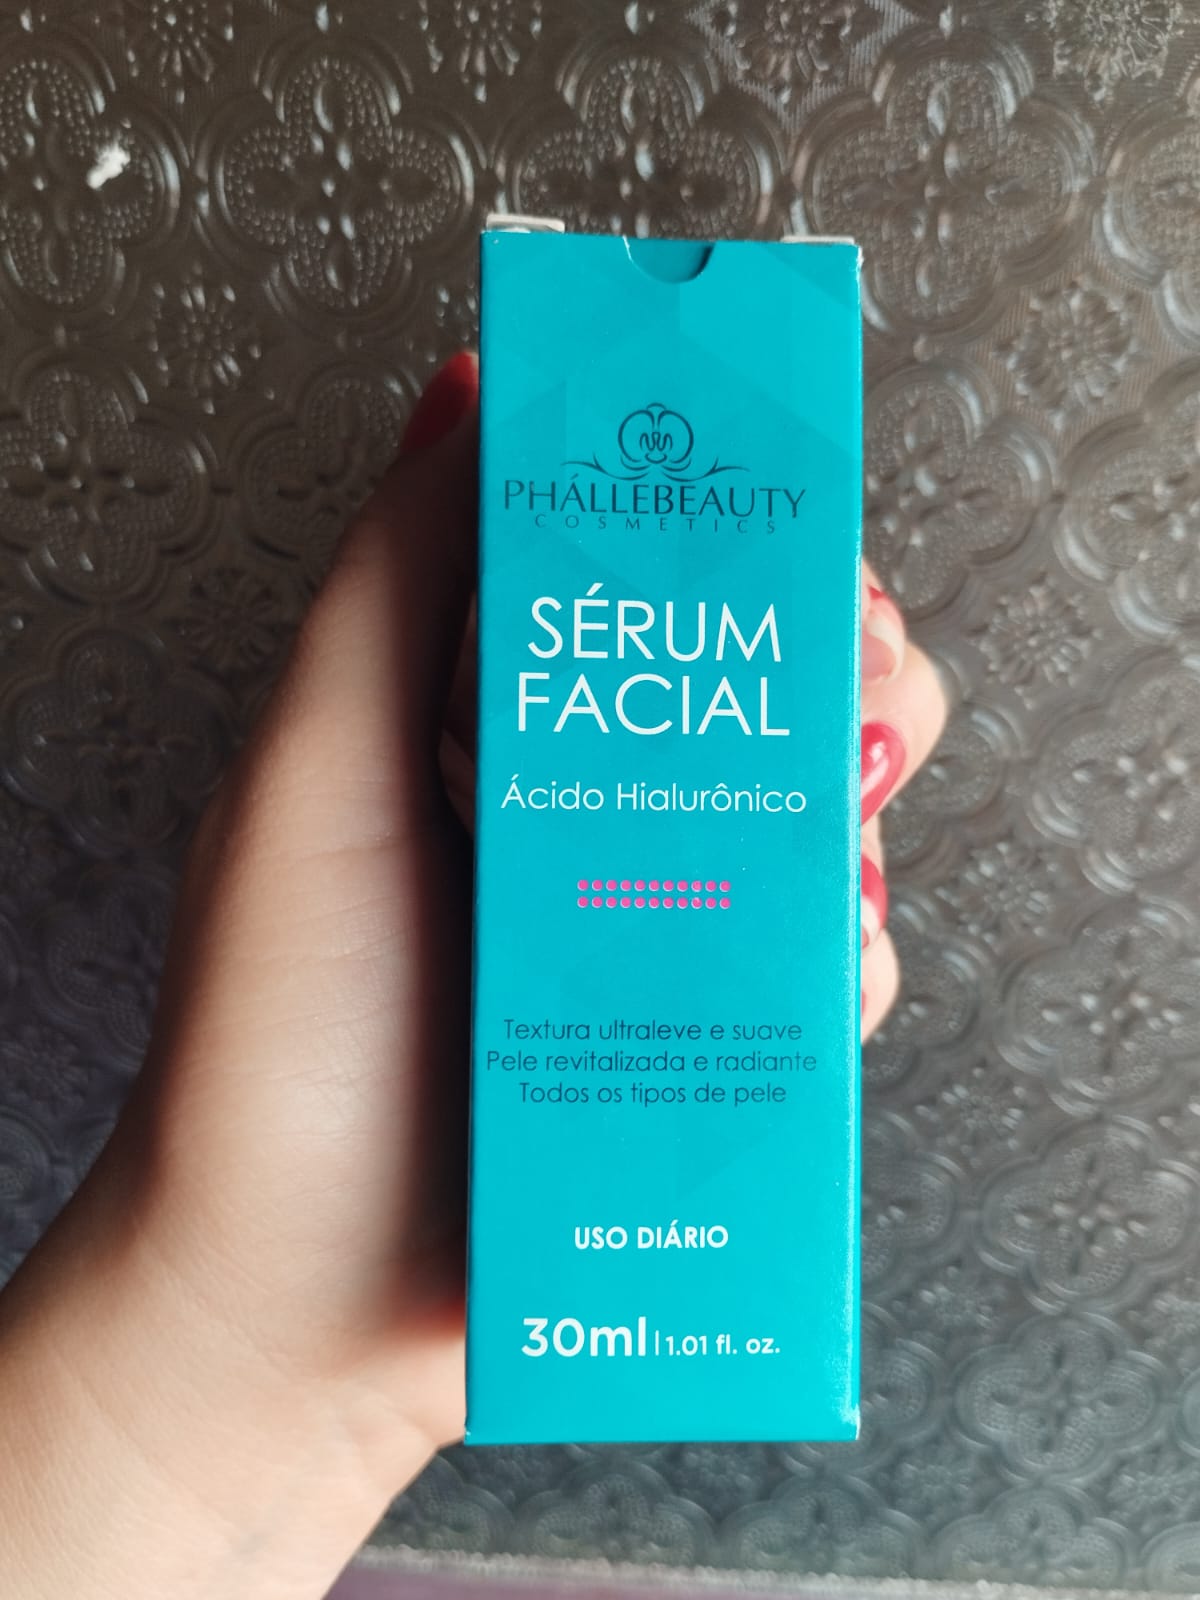 PHÁLLEBEAUTY
COSMETICS
SÉRUM
FACIAL
Ácido Hialurônico
Textura ultraleve e suave
Pele revitalizada e radiante
Todos os tipos de pele
USO DIÁRIO
30ml | 1.01 fl. oz.